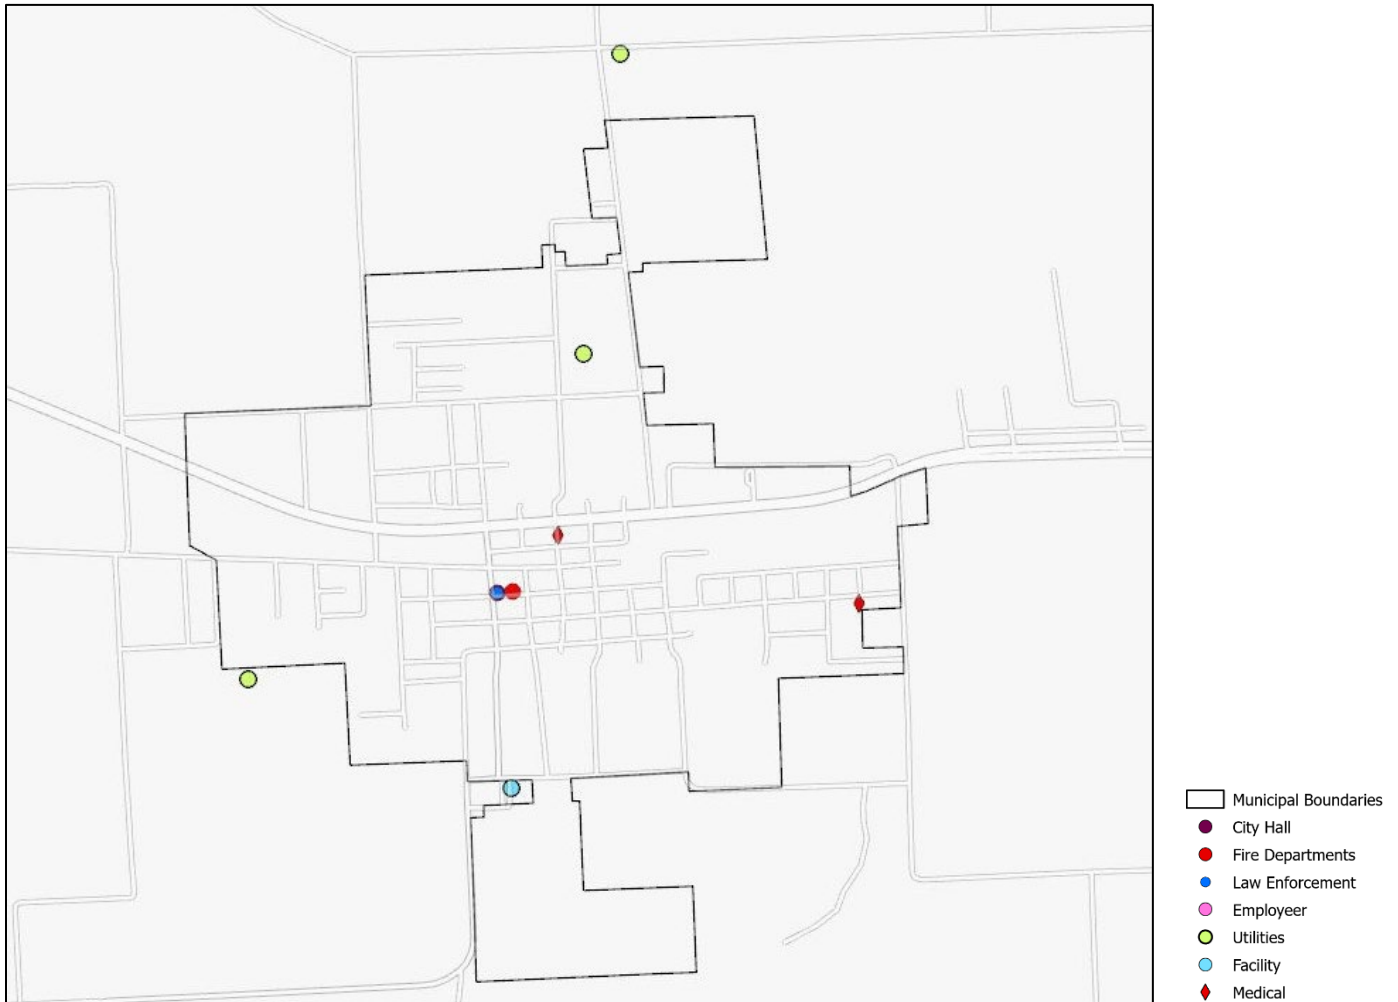 Municipal Boundaries
City Hall
Fire Departments
Law Enforcement
Employeer
Utilities
Facility
Medical